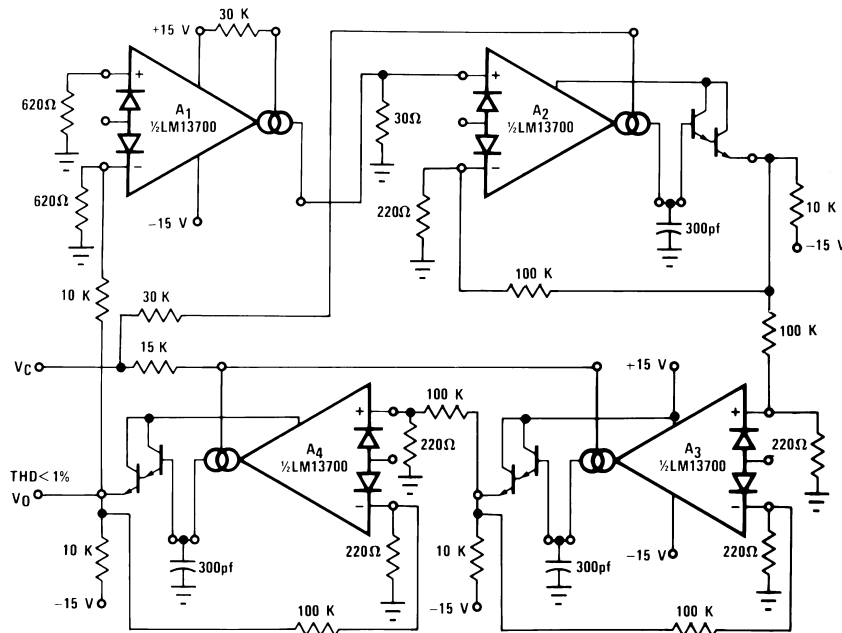 30 K
+15 V
+
620Ω
A1
½LM13700
−
620Ω
−15 V
30Ω
+
A2
½LM13700
−
220Ω
300pf
10 K
−15 V
10 K
30 K
100 K
100 K
VC
15 K
+15 V
100 K
+
A4
½LM13700
−
220Ω
220Ω
+
A3
½LM13700
−
220Ω
220Ω
THD<1%
VO
10 K
−15 V
300pf
100 K
10 K
−15 V
300pf
−15 V
100 K